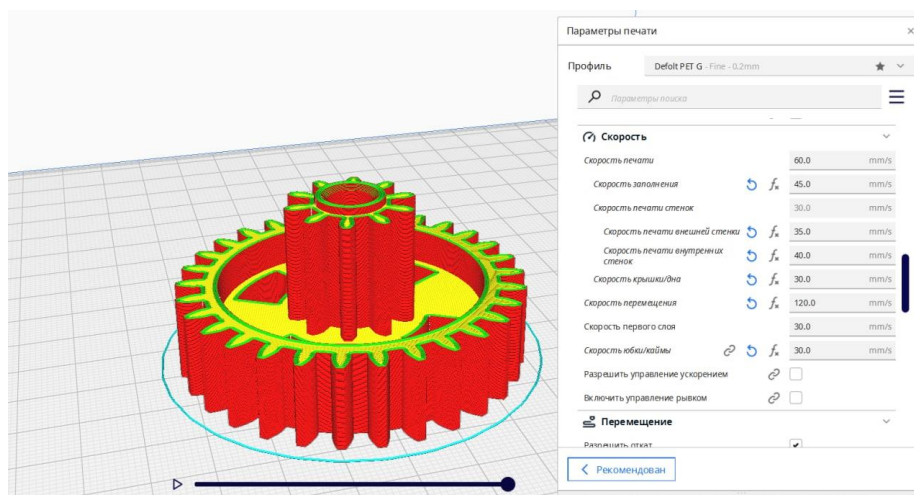 Параметры печати
Профиль Defolt PET G - Fine - 0.2mm
Параметры поиска
Скорость
Скорость печати 60.0 mm/s
Скорость заполнения 45.0 mm/s
Скорость печати стенок 30.0 mm/s
Скорость печати внешней стенки 35.0 mm/s
Скорость печати внутренних
стенок 40.0 mm/s
Скорость крышки/дна 30.0 mm/s
Скорость перемещения 120.0 mm/s
Скорость первого слоя 30.0 mm/s
Скорость юбки/каймы 30.0 mm/s
Разрешить управление ускорением
Включить управление рывком
Перемещение
Разрешить откат
Рекомендован